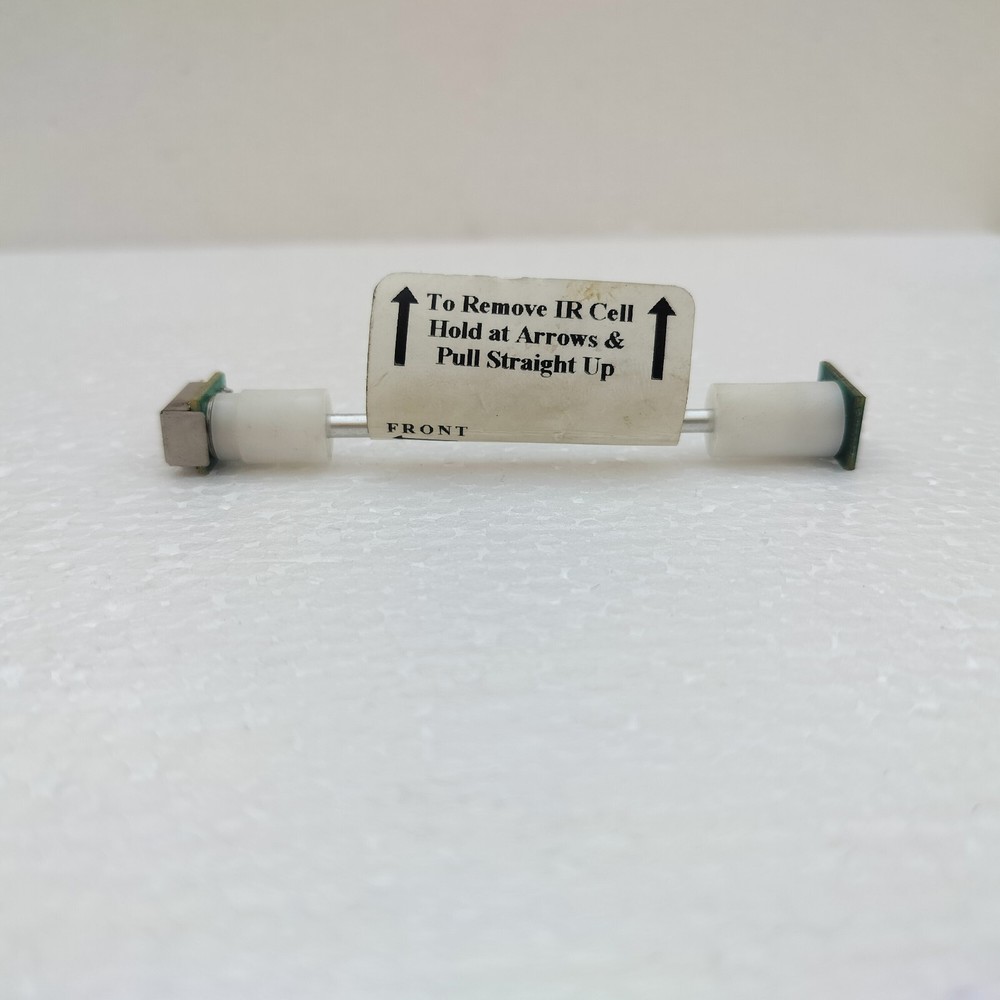 To Remove IR Cell
Hold at Arrows &
Pull Straight Up
FRONT